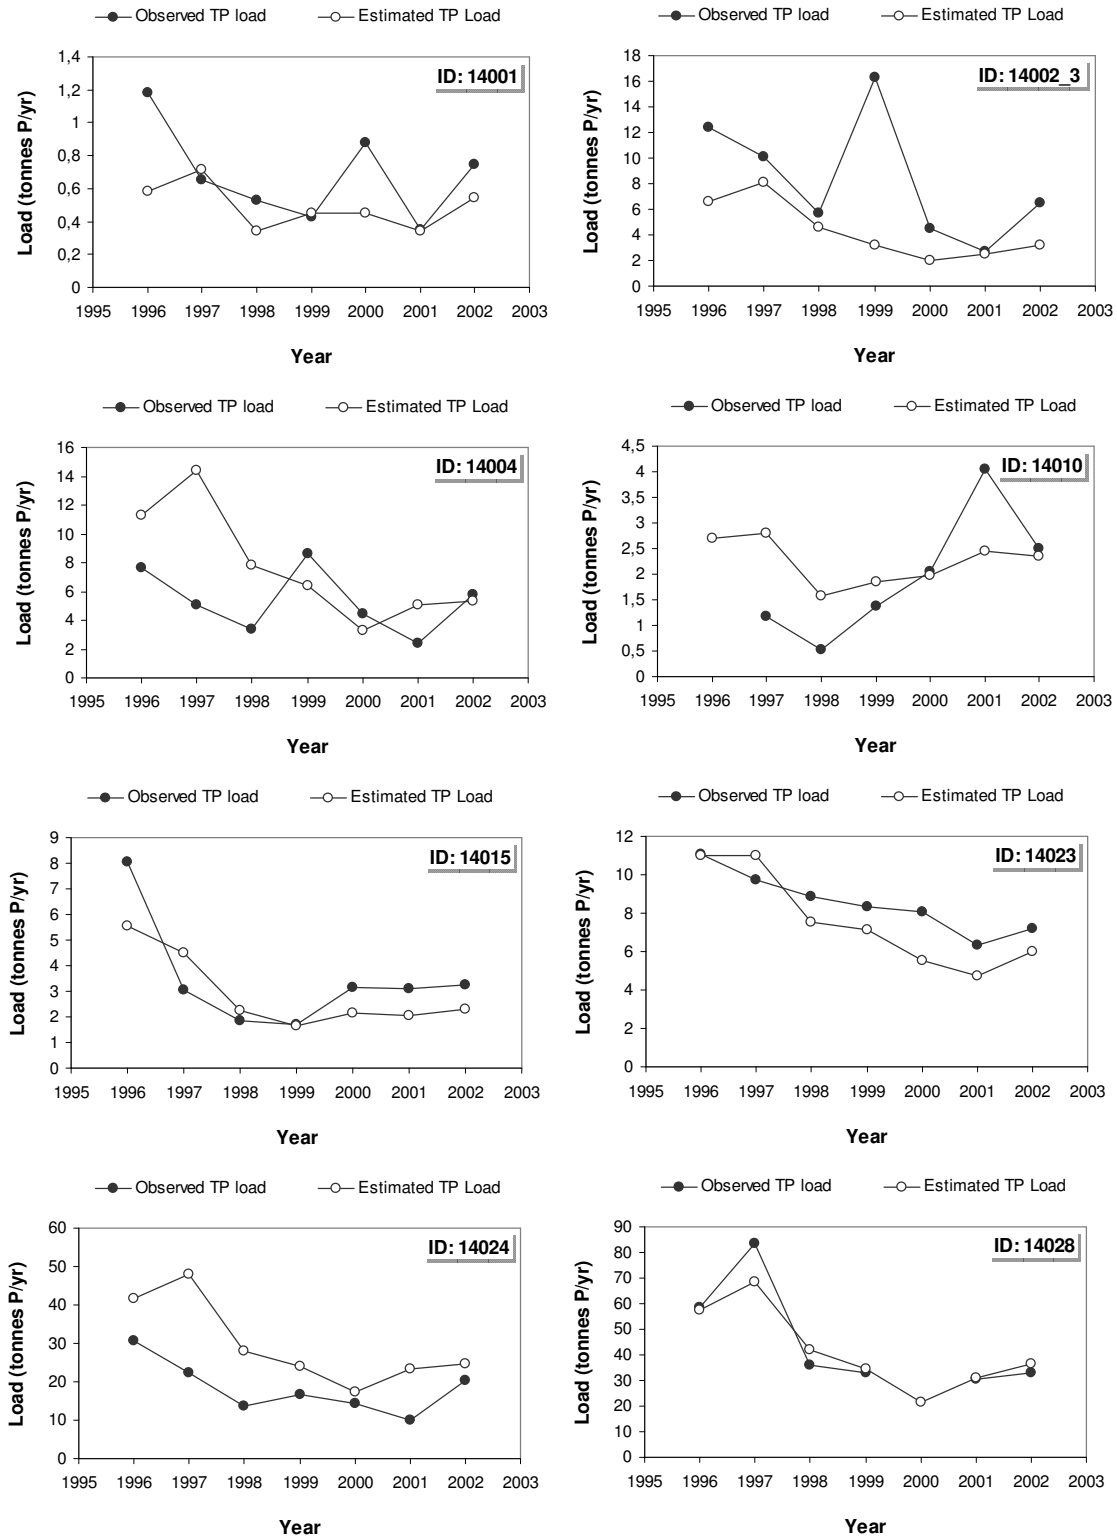 Observed TP load Estimated TP Load
ID: 14001
Load (tonnes P/yr)
1,4
1,2
1
0,8
0,6
0,4
0,2
0
1995 1996 1997 1998 1999 2000 2001 2002 2003
Year
Observed TP load Estimated TP Load
ID: 14002_3
Load (tonnes P/yr)
18
16
14
12
10
8
6
4
2
0
1995 1996 1997 1998 1999 2000 2001 2002 2003
Year
Observed TP load Estimated TP Load
ID: 14004
Load (tonnes P/yr)
16
14
12
10
8
6
4
2
0
1995 1996 1997 1998 1999 2000 2001 2002 2003
Year
Observed TP load Estimated TP Load
ID: 14010
Load (tonnes P/yr)
4,5
4
3,5
3
2,5
2
1,5
1
0,5
0
1995 1996 1997 1998 1999 2000 2001 2002 2003
Year
Observed TP load Estimated TP Load
ID: 14015
Load (tonnes P/yr)
9
8
7
6
5
4
3
2
1
0
1995 1996 1997 1998 1999 2000 2001 2002 2003
Year
Observed TP load Estimated TP Load
ID: 14023
Load (tonnes P/yr)
12
10
8
6
4
2
0
1995 1996 1997 1998 1999 2000 2001 2002 2003
Year
Observed TP load Estimated TP Load
ID: 14024
Load (tonnes P/yr)
60
50
40
30
20
10
0
1995 1996 1997 1998 1999 2000 2001 2002 2003
Year
Observed TP load Estimated TP Load
ID: 14028
Load (tonnes P/yr)
90
80
70
60
50
40
30
20
10
0
1995 1996 1997 1998 1999 2000 2001 2002 2003
Year